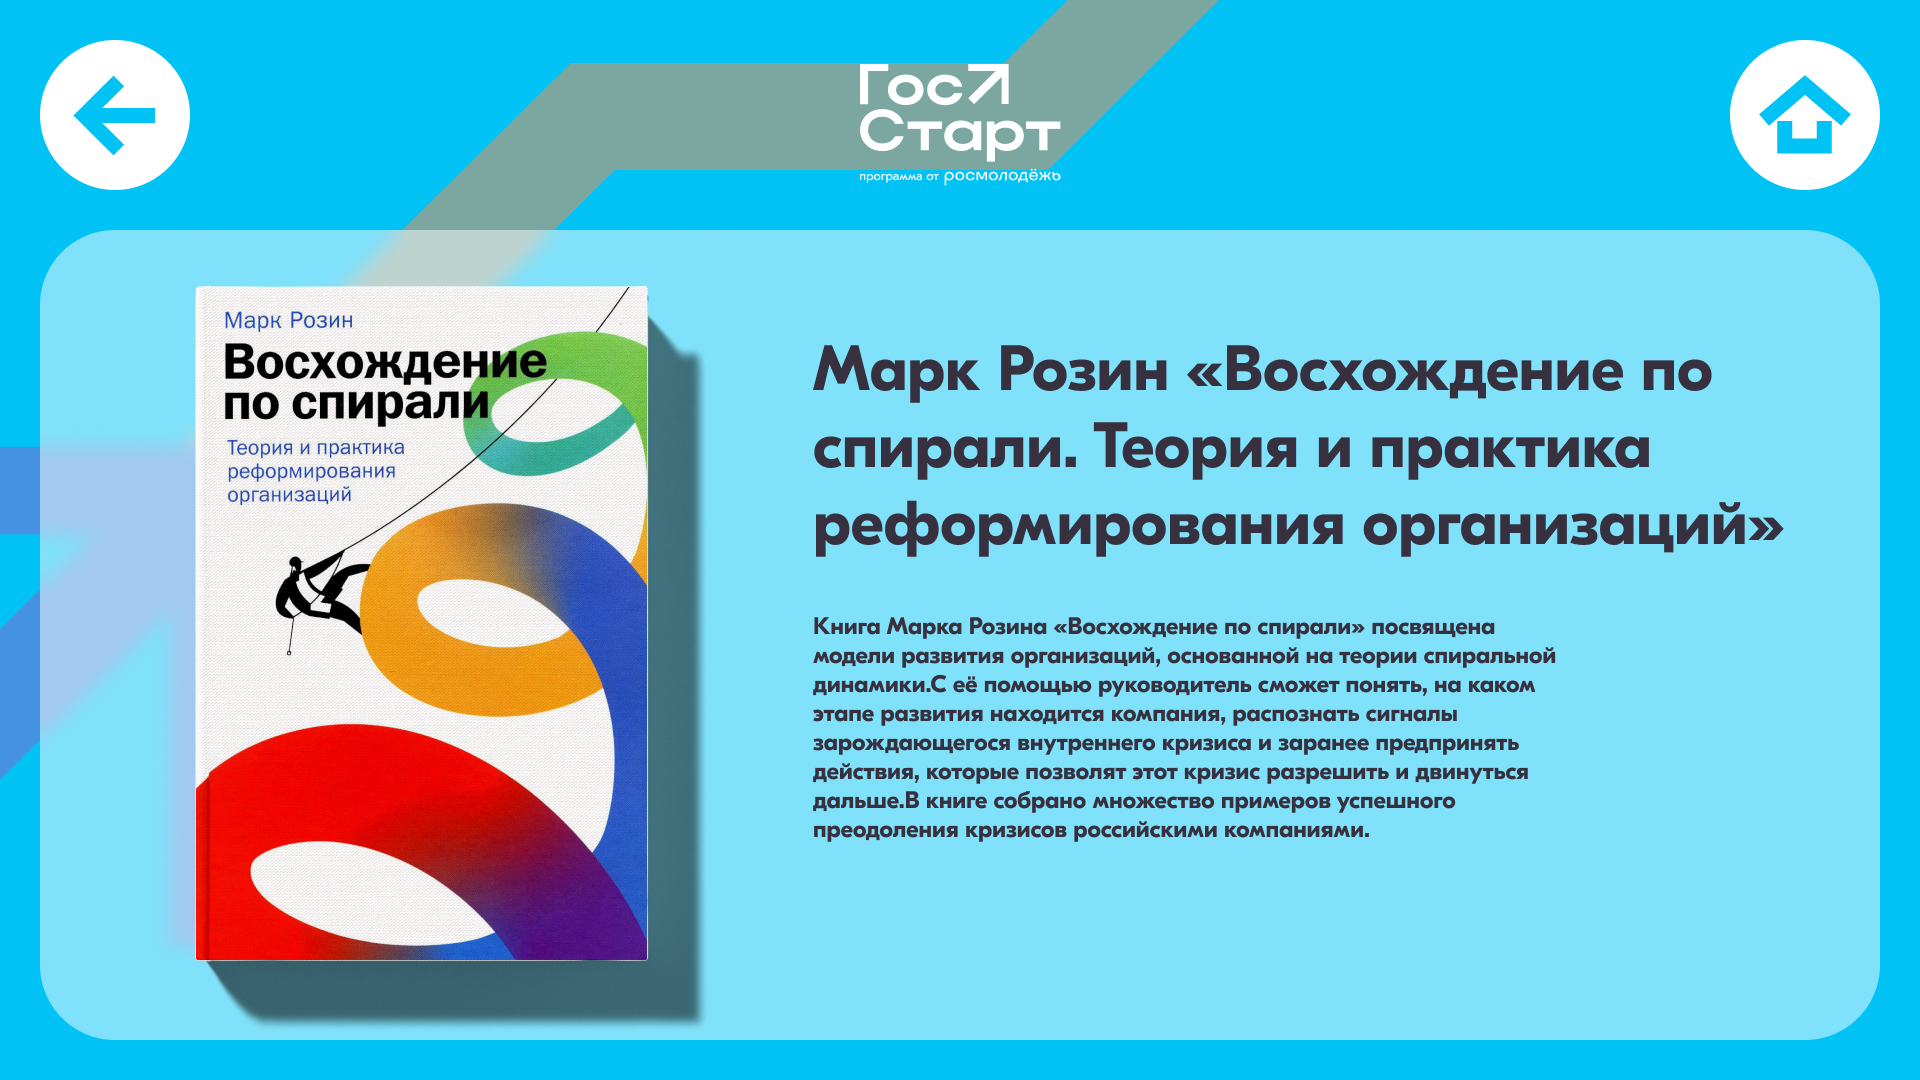 Гос
Старт
программа от росмолодёжь
Марк Розин
Восхождение
по спирали
Теория и практика
реформирования
организаций
Марк Розин «Восхождение по
спирали. Теория и практика
реформирования организаций»
Книга Марка Розина «Восхождение по спирали» посвящена
модели развития организаций, основанной на теории спиральной
динамики.С её помощью руководитель сможет понять, на каком
этапе развития находится компания, распознать сигналы
зарождающегося внутреннего кризиса и заранее предпринять
действия, которые позволят этот кризис разрешить и двинуться
дальше.В книге собрано множество примеров успешного
преодоления кризисов российскими компаниями.